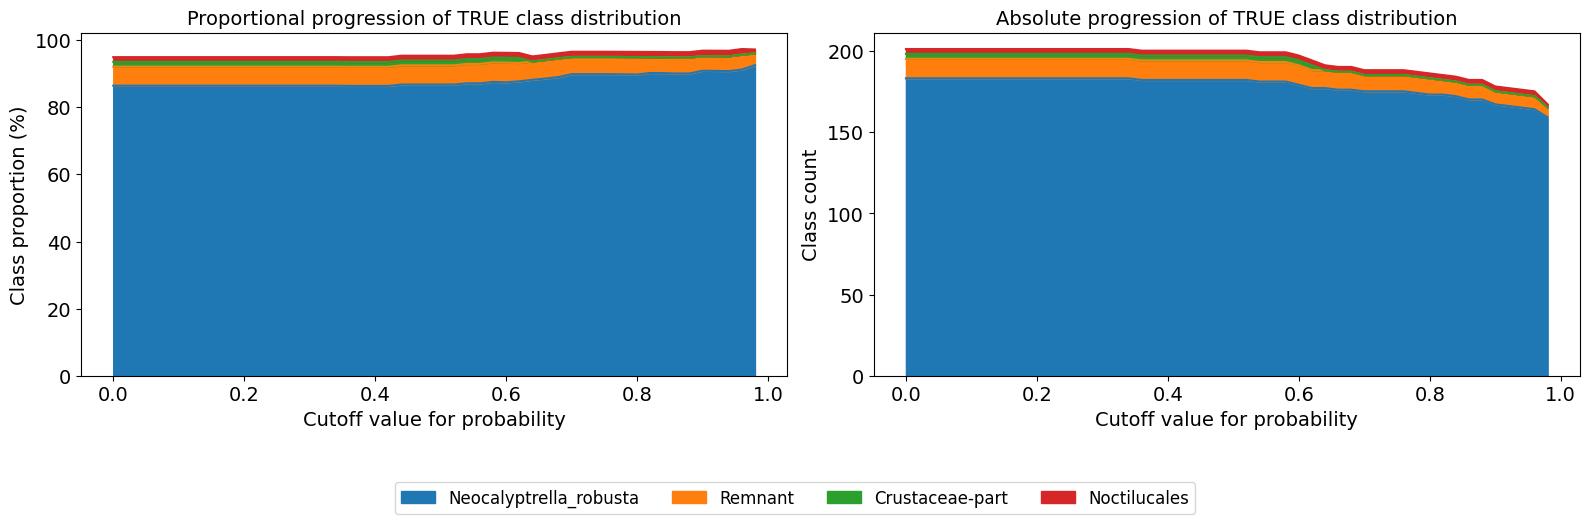 Proportional progression of TRUE class distribution
Class proportion (%)
100
80
60
40
20
0
0.0 0.2 0.4 0.6 0.8 1.0
Cutoff value for probability
Absolute progression of TRUE class distribution
Class count
200
150
100
50
0
0.0 0.2 0.4 0.6 0.8 1.0
Cutoff value for probability
Neocalyptrella_robusta Remnant Crustaceae-part Noctilucales